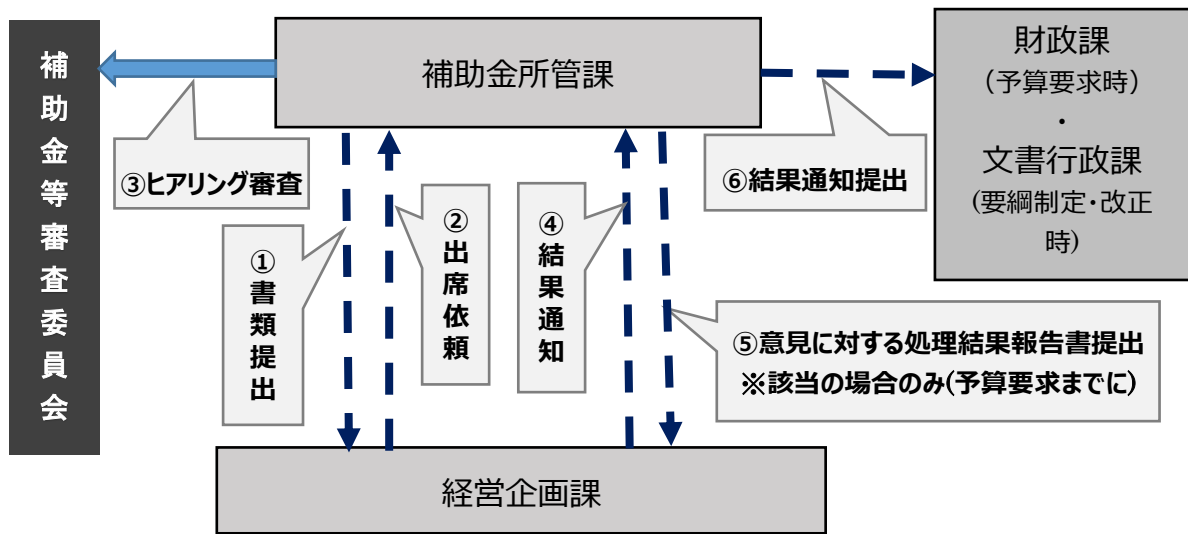 補助金等審査委員会
補助金所管課
財政課
（予算要求時）
・
文書行政課
(要綱制定・改正
時)
③ヒアリング審査
①書類提出
②出席依頼
④結果通知
⑥結果通知提出
⑤意見に対する処理結果報告書提出
※該当の場合のみ(予算要求までに)
経営企画課